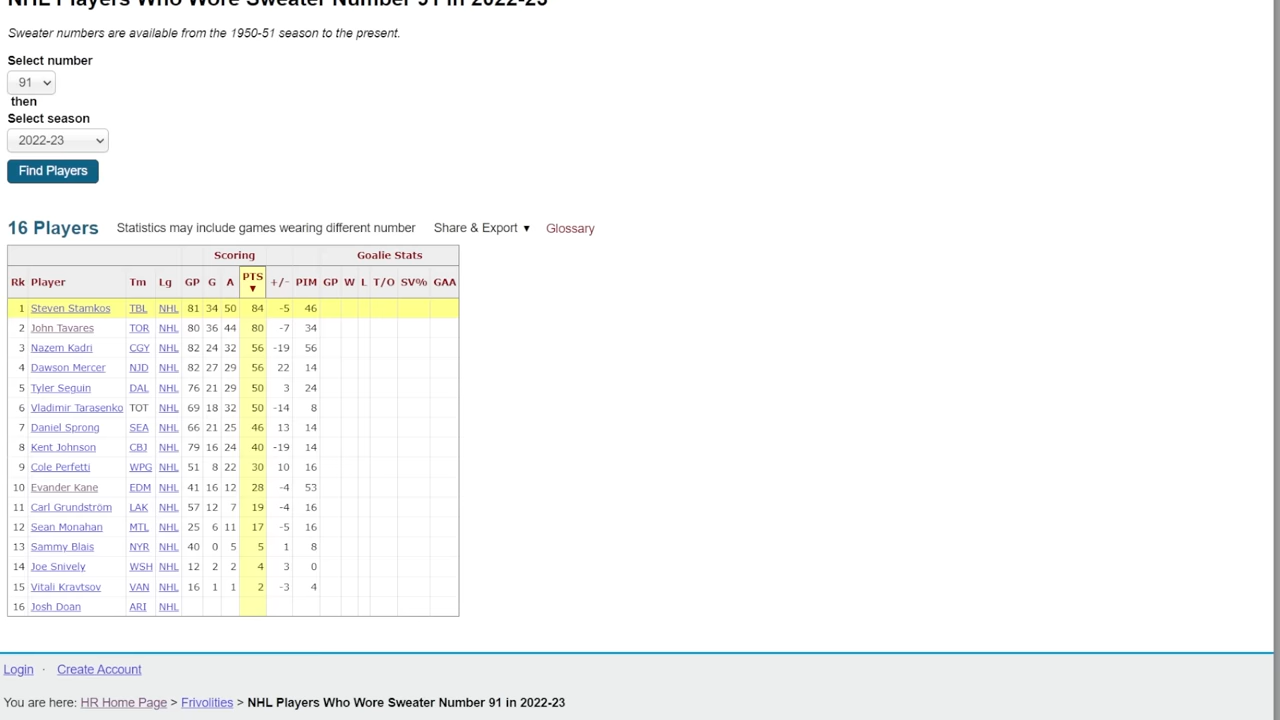 NHL Players Who Wore Sweater Number 91 in 2022-23
Sweater numbers are available from the 1950-51 season to the present.
Select number
91
then
Select season
2022-23
Find Players
16 Players Statistics may include games wearing different number Share & Export ▼ Glossary
Scoring Goalie Stats
Rk Player Tm Lg GP G A PTS ▼ +/- PIM GP W L T/O SV% GAA
1 Steven Stamkos TBL NHL 81 34 50 84 -5 46
2 John Tavares TOR NHL 80 36 44 80 -7 34
3 Nazem Kadri CGY NHL 82 24 32 56 -19 56
4 Dawson Mercer NJD NHL 82 27 29 56 22 14
5 Tyler Seguin DAL NHL 76 21 29 50 3 24
6 Vladimir Tarasenko TOT NHL 69 18 32 50 -14 8
7 Daniel Sprong SEA NHL 66 21 25 46 13 14
8 Kent Johnson CBJ NHL 79 16 24 40 -19 14
9 Cole Perfetti WPG NHL 51 8 22 30 10 16
10 Evander Kane EDM NHL 41 16 12 28 -4 53
11 Carl Grundström LAK NHL 57 12 7 19 -4 16
12 Sean Monahan MTL NHL 25 6 11 17 -5 16
13 Sammy Blais NYR NHL 40 0 5 5 1 8
14 Joe Snively WSH NHL 12 2 2 4 3 0
15 Vitali Kravtsov VAN NHL 16 1 1 2 -3 4
16 Josh Doan ARI NHL
Login · Create Account
You are here: HR Home Page > Frivolities > NHL Players Who Wore Sweater Number 91 in 2022-23